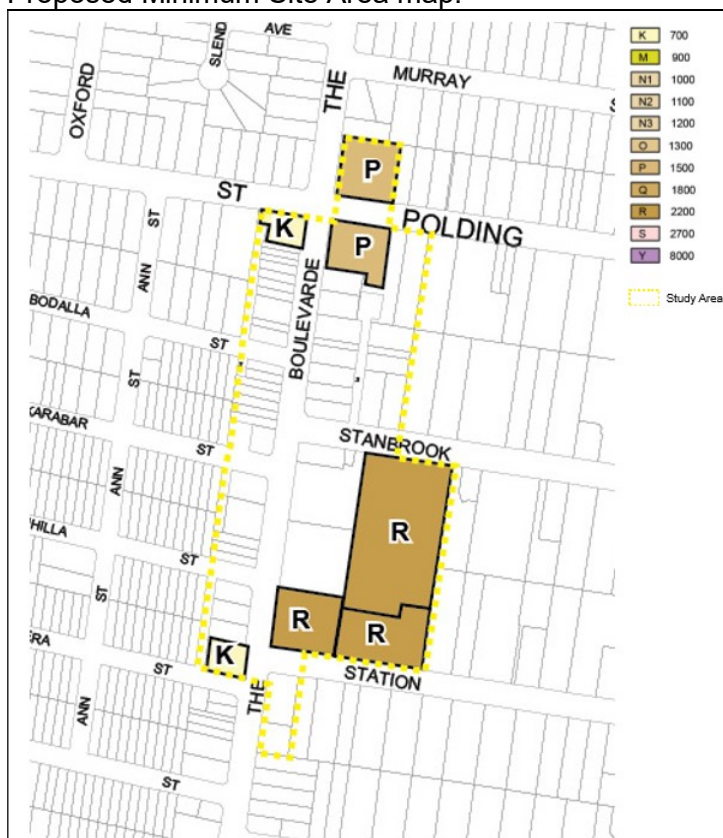 Proposed Minimum Site Area map:
AVE
SLEND
OXFORD
THE
MURRAY
S
P
ST
POLDING
K
P
ST
ANN
BODALLA
ST
BOULEVARDE
ST
KARABAR
ST
STANBROOK
ANN
R
HILLA
ST
ST
R
R
ERA
K
ST
STATION
THE
ANN
ST
K 700
M 900
N1 1000
N2 1100
N3 1200
O 1300
P 1500
Q 1800
R 2200
S 2700
Y 8000
Study Area